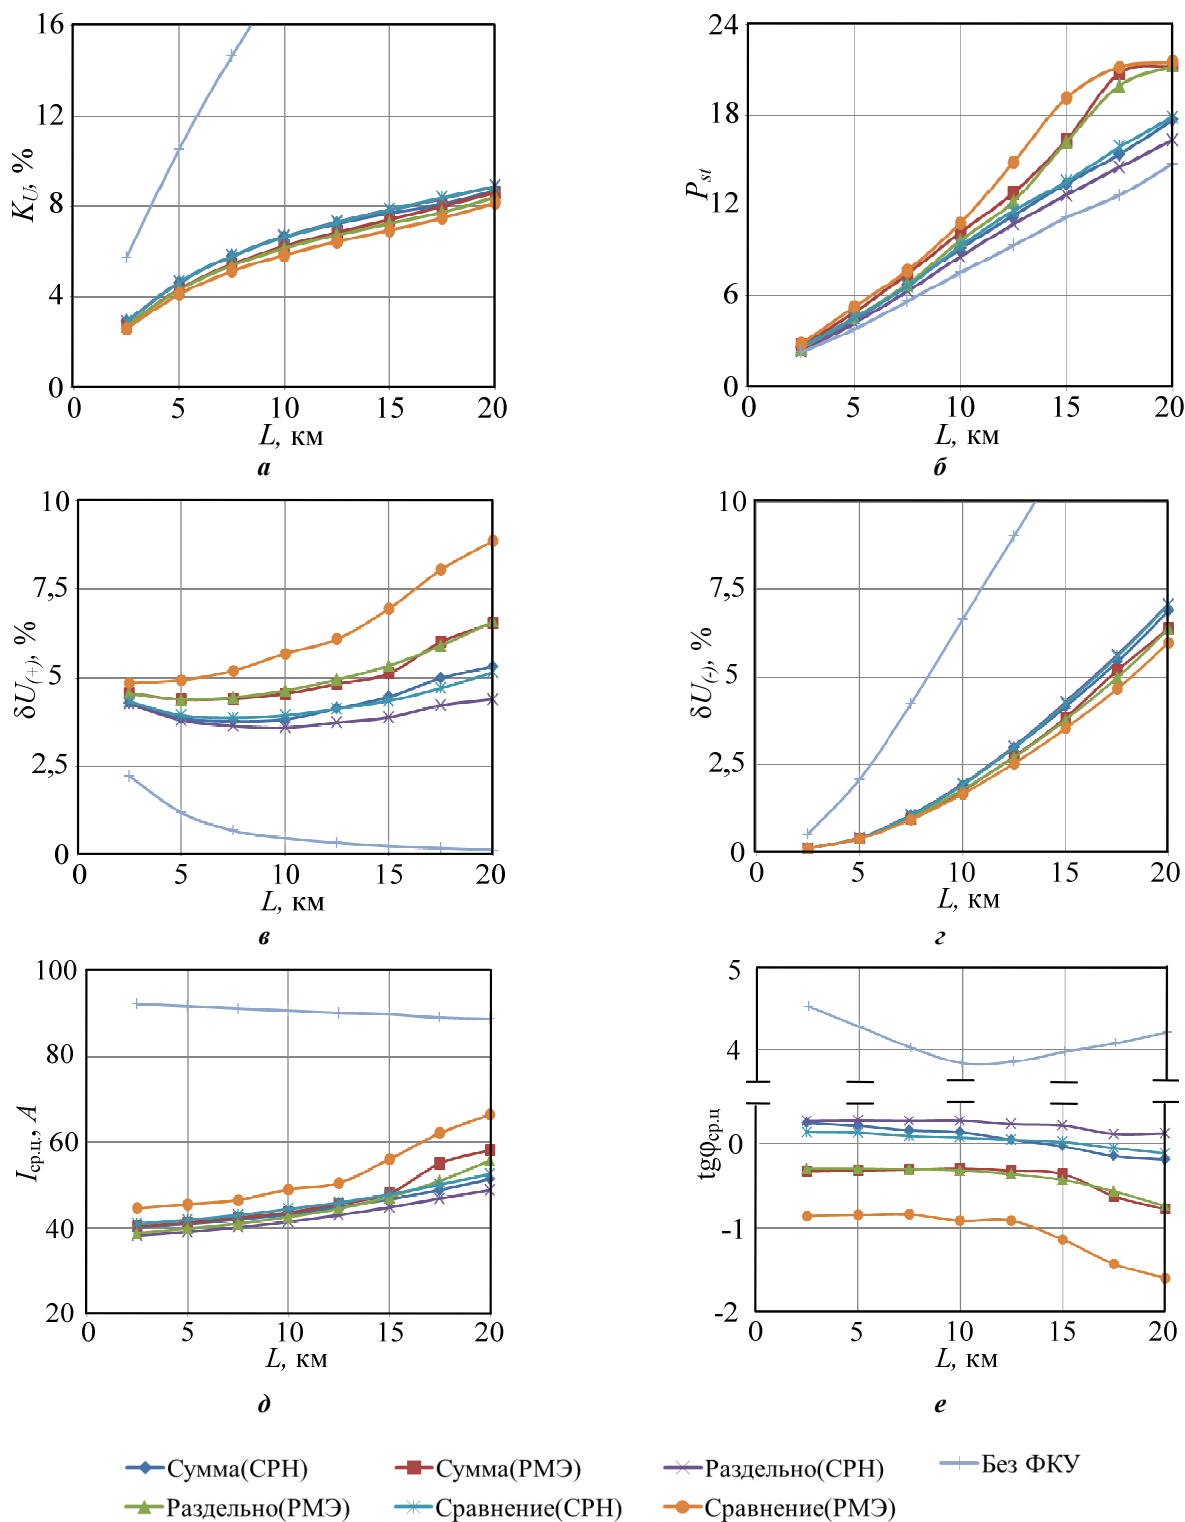 16
12
8
4
0
K_U, %
0 5 10 15 20
L, км
а
24
18
12
6
0
P_st
0 5 10 15 20
L, км
б
10
7,5
5
2,5
0
δU(+), %
0 5 10 15 20
L, км
в
10
7,5
5
2,5
0
δU(-), %
0 5 10 15 20
L, км
г
100
80
60
40
20
I ср.ц., A
0 5 10 15 20
L, км
д
5
4
0
-1
-2
tgφср.ц
0 5 10 15 20
L, км
е
Сумма(СРН) Сумма(РМЭ) Раздельно(СРН) Без ФКУ
Раздельно(РМЭ) Сравнение(СРН) Сравнение(РМЭ)